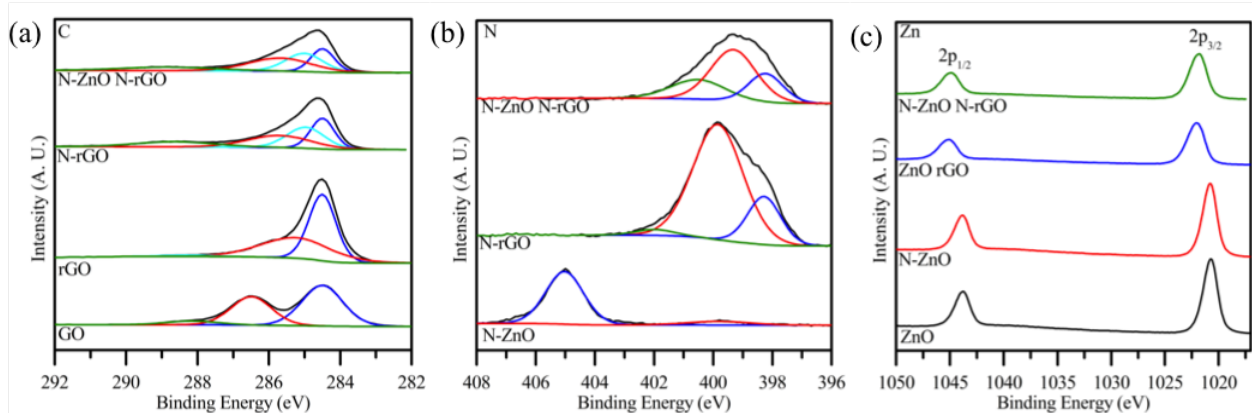 (a)
C
N-ZnO N-rGO
N-rGO
rGO
GO
Intensity (A. U.)
292 290 288 286 284 282
Binding Energy (eV)
(b)
N
N-ZnO N-rGO
N-rGO
N-ZnO
Intensity (A. U.)
408 406 404 402 400 398 396
Binding Energy (eV)
(c)
Zn
2p1/2
2p3/2
N-ZnO N-rGO
ZnO rGO
N-ZnO
ZnO
Intensity (A. U.)
1050 1045 1040 1035 1030 1025 1020
Binding Energy (eV)